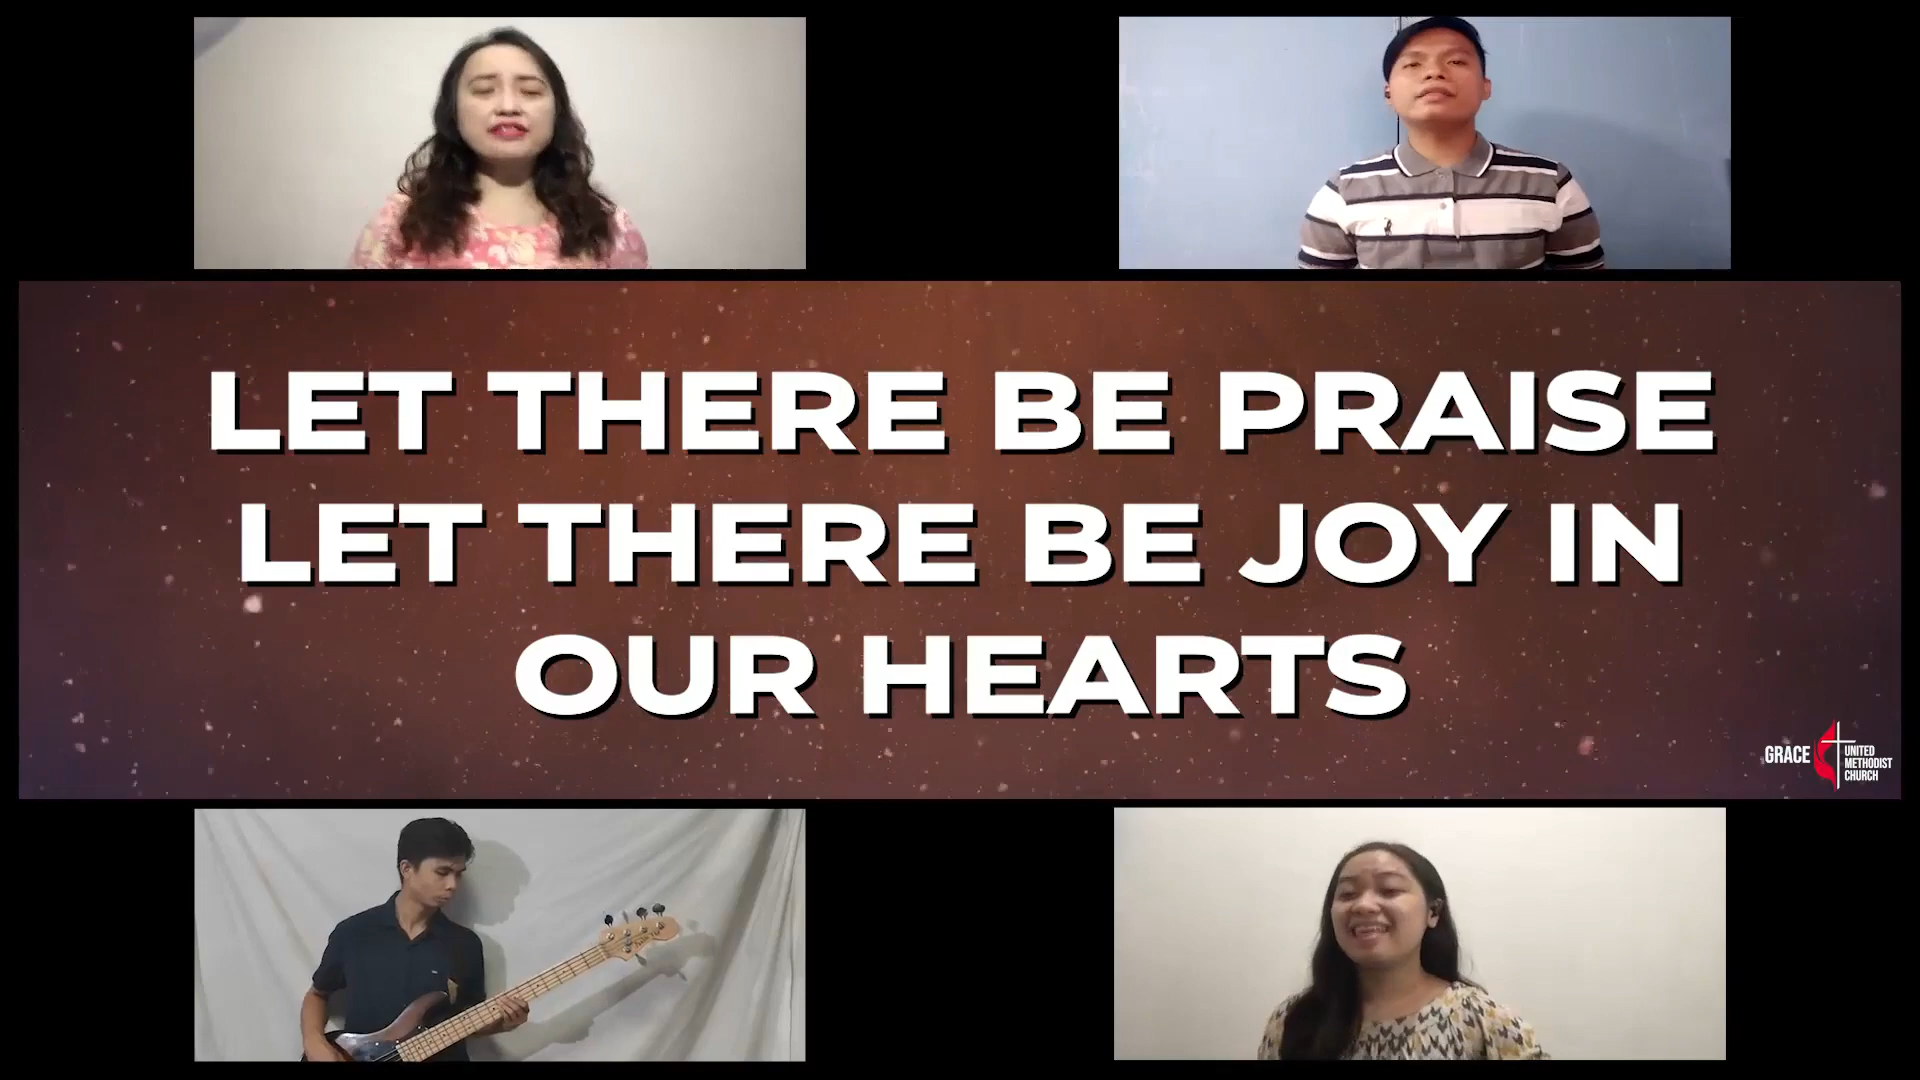 LET THERE BE PRAISE
LET THERE BE JOY IN
OUR HEARTS
GRACE
UNITED
METHODIST
CHURCH